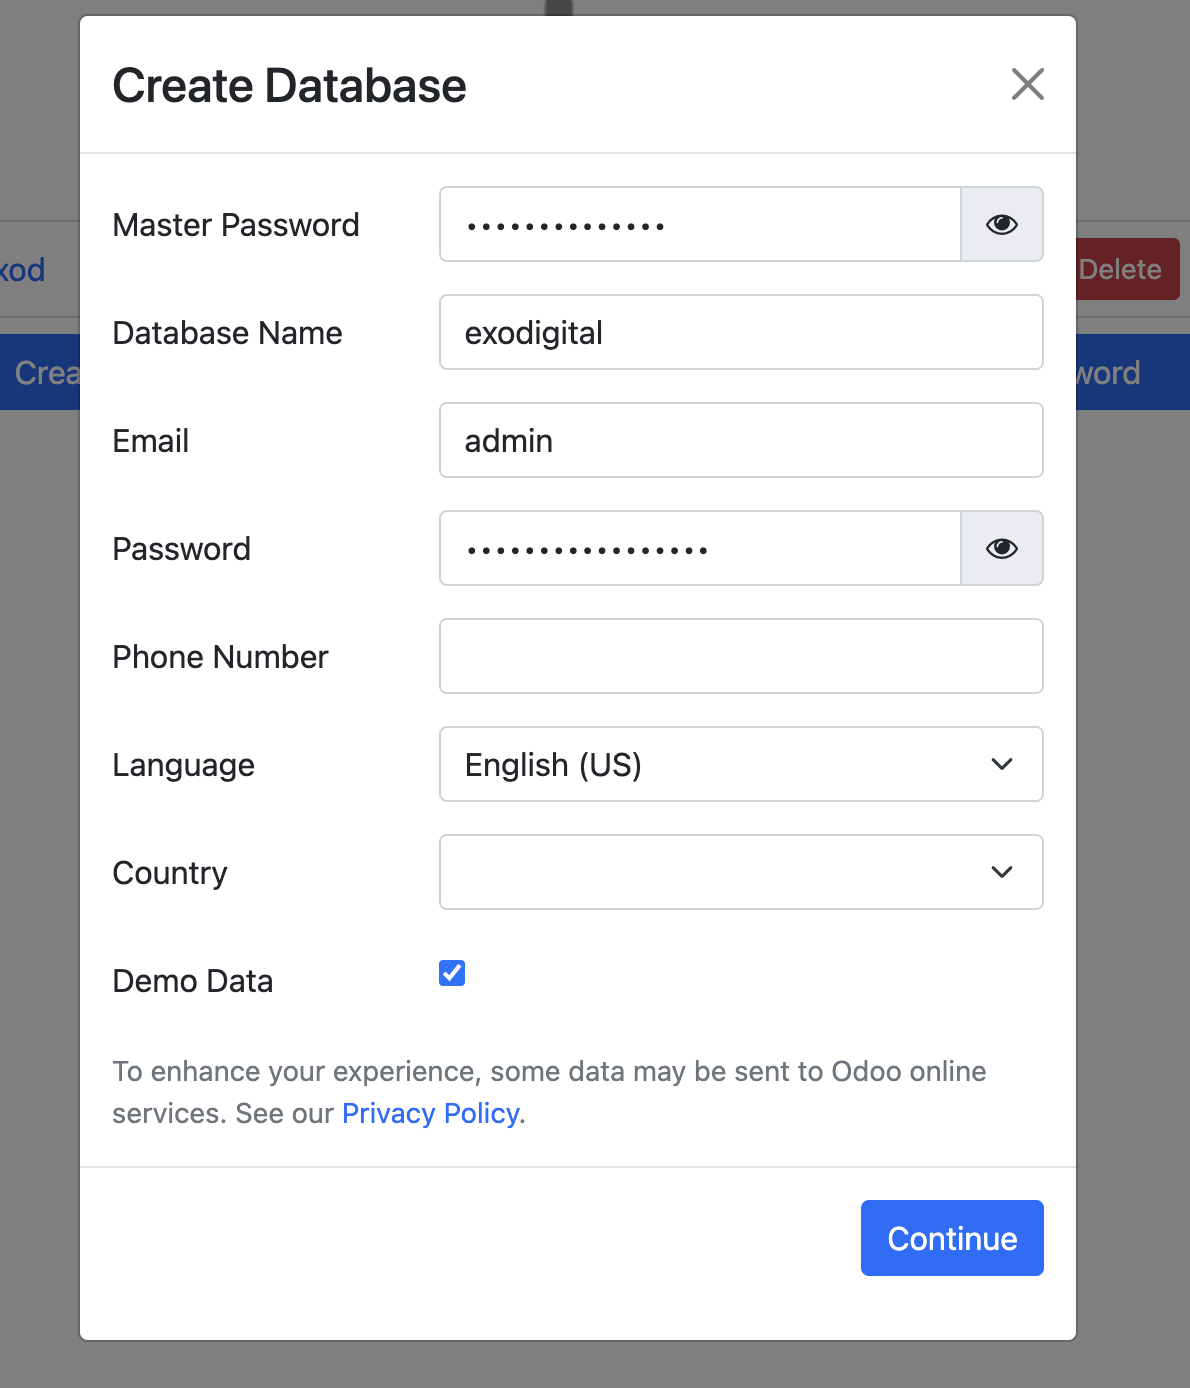 Create Database
Master Password
••••••••••••••
Database Name
exodigital
Email
admin
Password
•••••••••••••••••
Phone Number
Language
English (US)
Country
Demo Data
To enhance your experience, some data may be sent to Odoo online
services. See our Privacy Policy.
Continue
xod
Delete
Crea
word